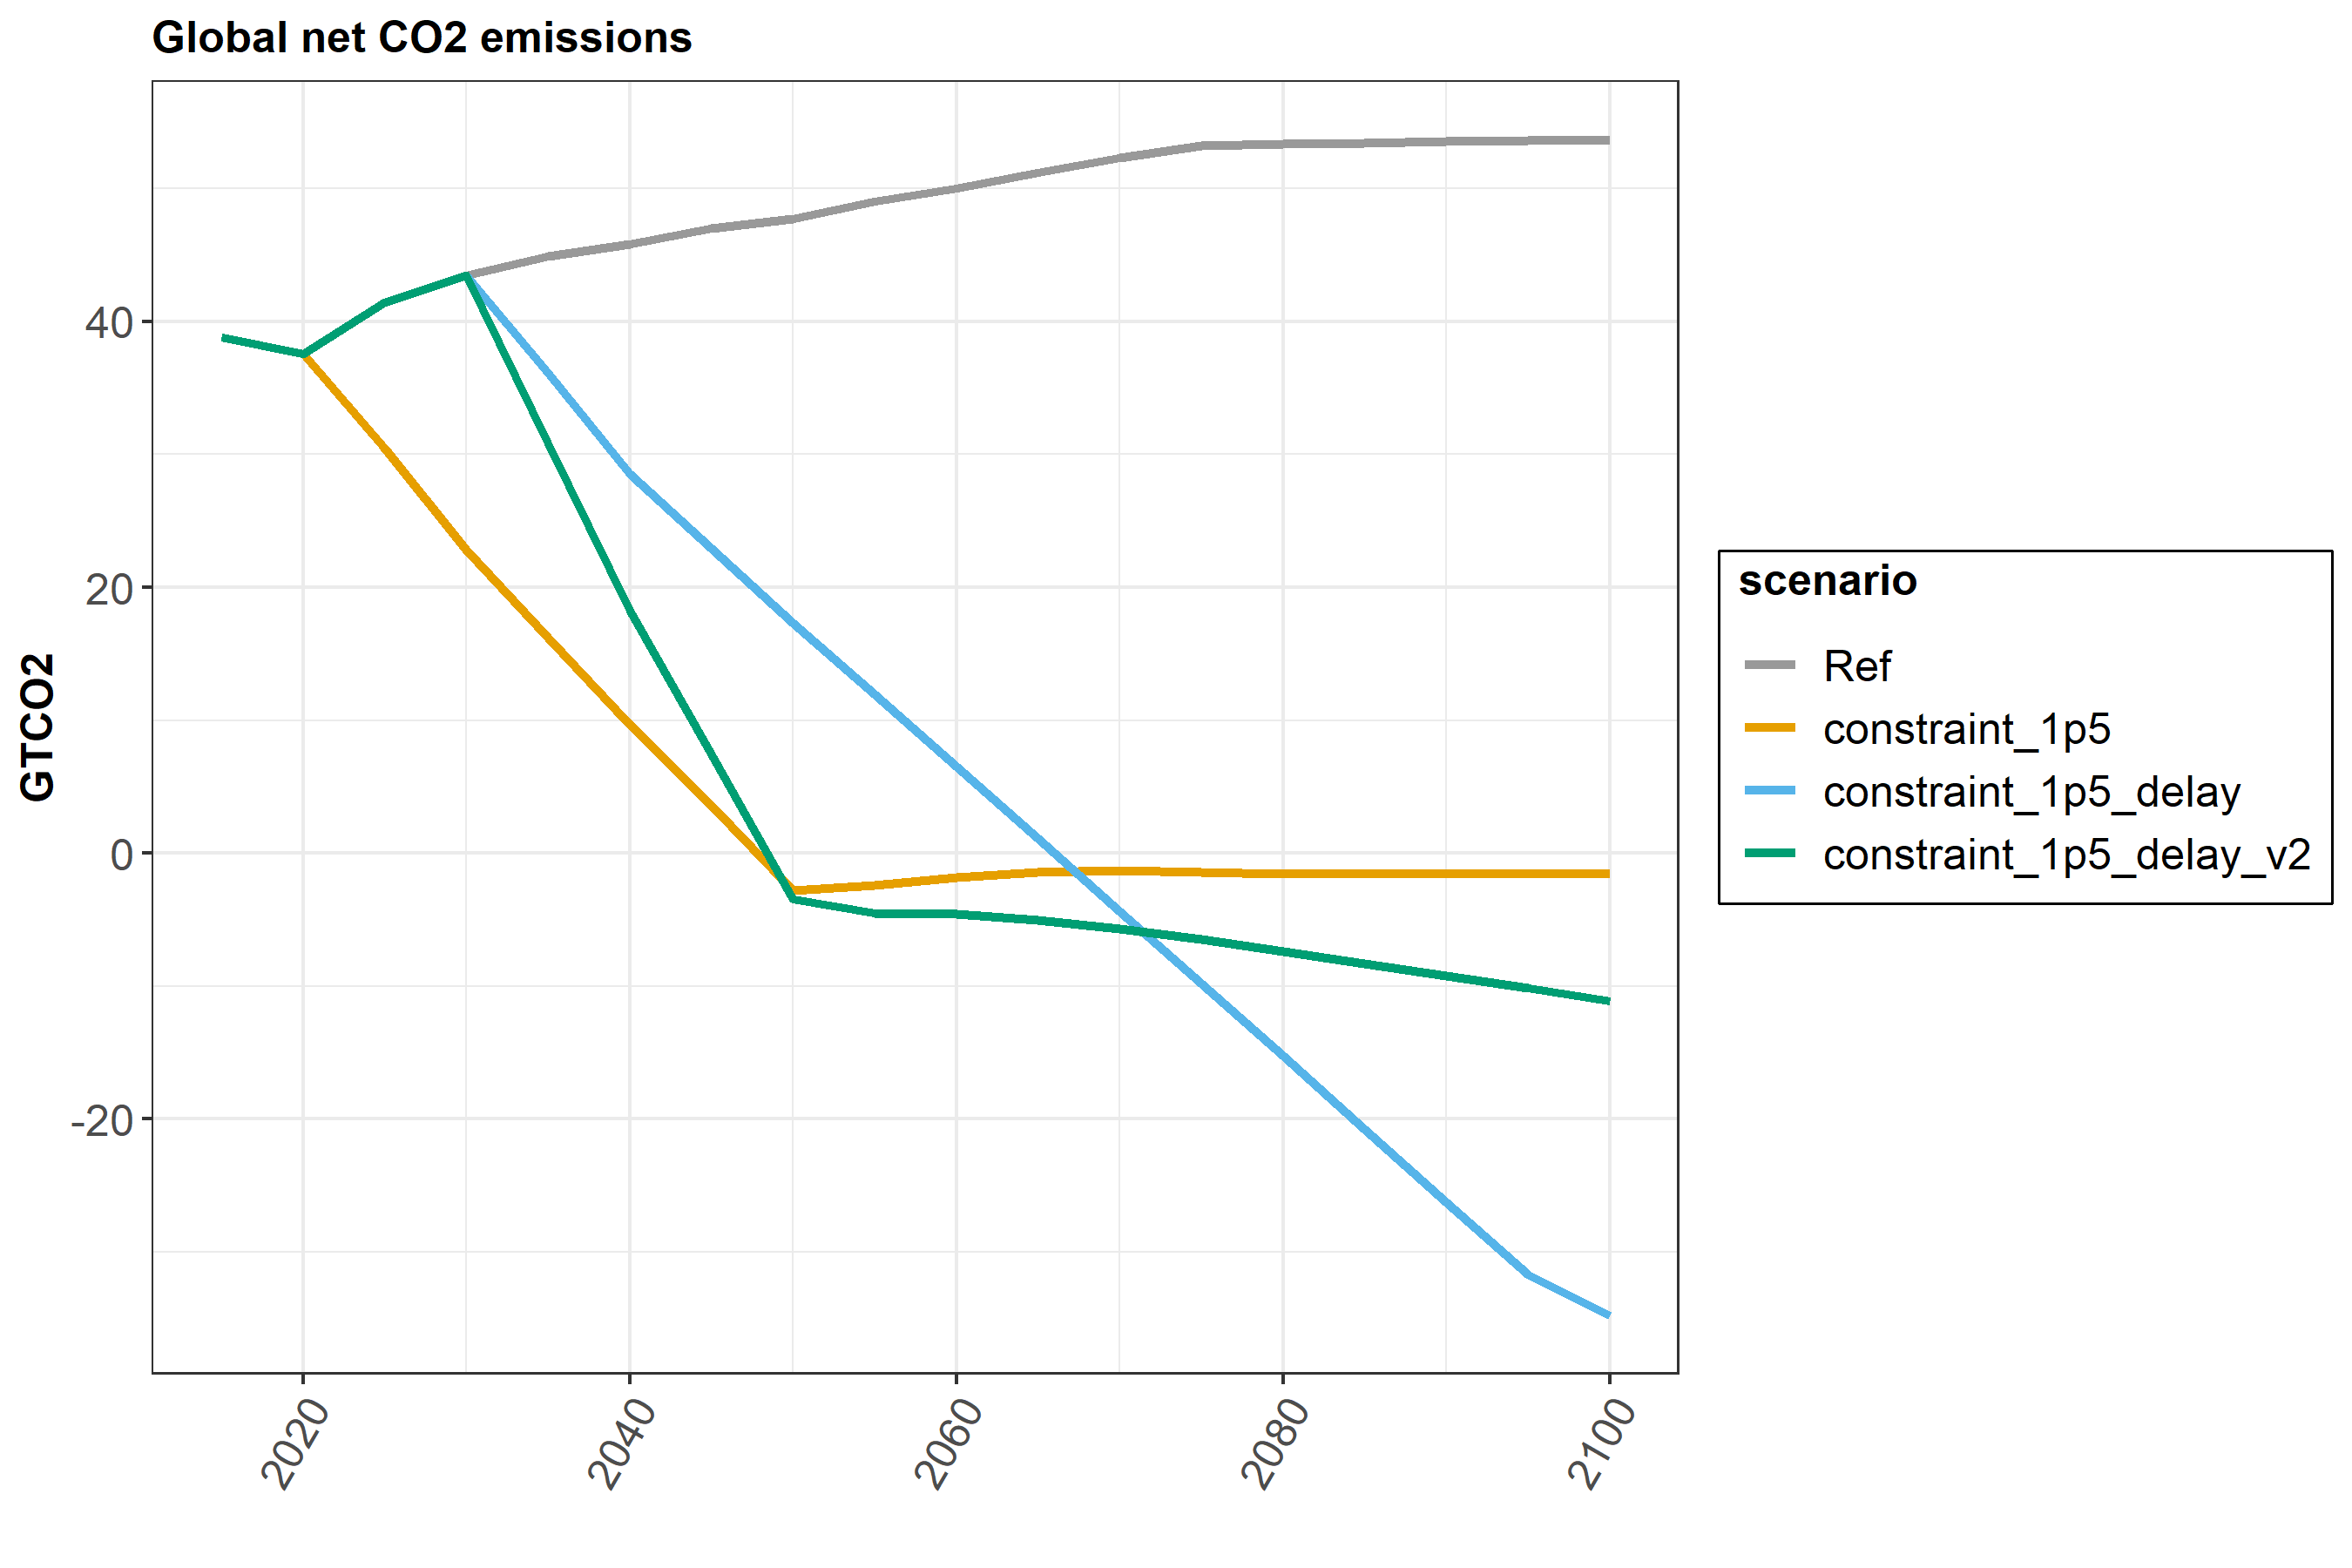 Global net CO2 emissions
GTCO2
40
20
0
-20
2020
2040
2060
2080
2100
scenario
Ref
constraint_1p5
constraint_1p5_delay
constraint_1p5_delay_v2